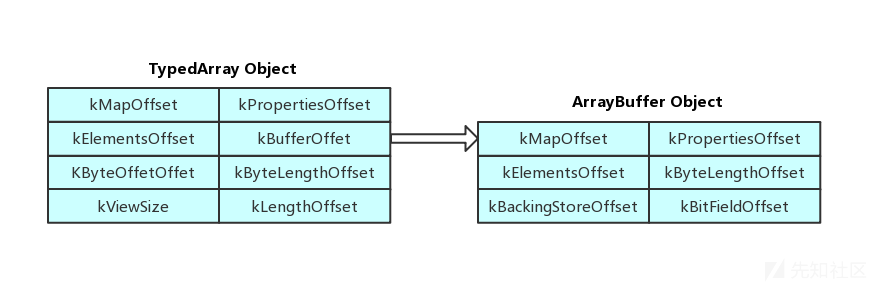 TypedArray Object
kMapOffset kPropertiesOffset
kElementsOffset kBufferOffet
KByteOffetOffet kByteLengthOffset
kViewSize kLengthOffset
ArrayBuffer Object
kMapOffset kPropertiesOffset
kElementsOffset kByteLengthOffset
kBackingStoreOffset kBitFieldOffset
先知社区